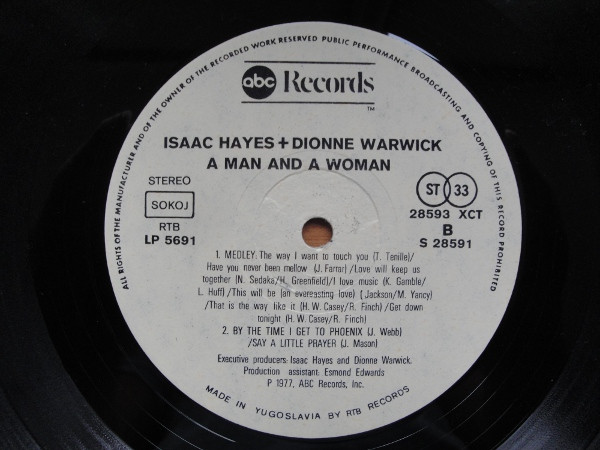 ALL RIGHTS OF THE MANUFACTURER AND OF THE OWNER OF THE RECORDED WORK RESERVED PUBLIC PERFORMANCE BROADCASTING AND COPYING OF THIS RECORD PROHIBITED
abc Records
TM
ISAAC HAYES + DIONNE WARWICK
A MAN AND A WOMAN
STEREO
SOKOJ
RTB
LP 5691
ST 33
28593 XCT
B
S 28591
1. MEDLEY. The way I want to touch you (T. Tenille)/
Have you never been mellow (J. Farrar) /Love will keep us
together (N. Sedaka/H. Greenfield)/I love music (K. Gamble/
L. Huff)/This will be (an evereasting love) (Jackson/M. Yancy)
/That is the way like it (H. W. Casey/R. Finch) /Get down
tonight (H. W. Casey/R. Finch)
2. BY THE TIME I GET TO PHOENIX (J. Webb)
/SAY A LITTLE PRAYER (J. Mason)
Executive producers: Isaac Hayes and Dionne Warwick.
Production assistant: Esmond Edwards
P 1977, ABC Records, Inc.
MADE IN YUGOSLAVIA BY RTB RECORDS